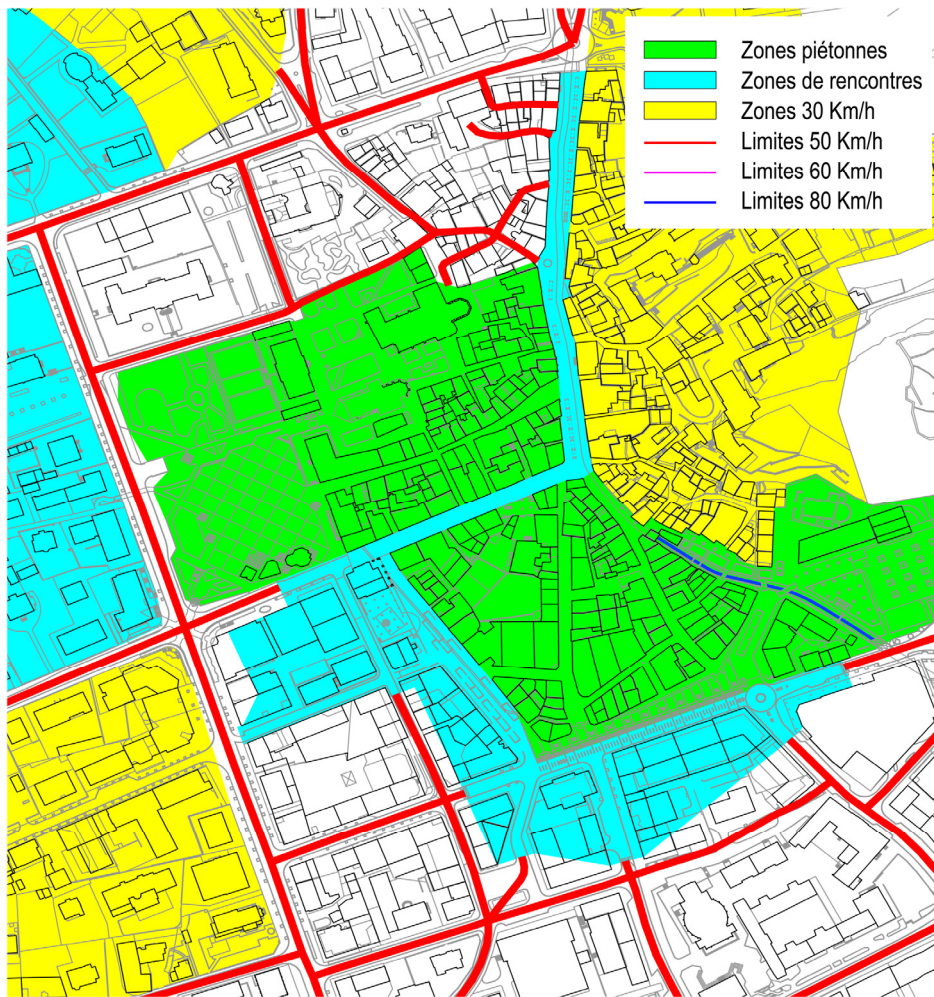 Zones piétonnes
Zones de rencontres
Zones 30 Km/h
Limites 50 Km/h
Limites 60 Km/h
Limites 80 Km/h